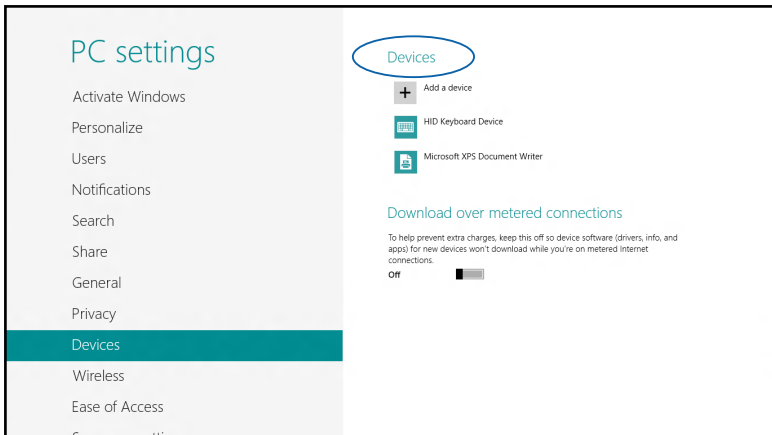 PC settings
Activate Windows
Personalize
Users
Notifications
Search
Share
General
Privacy
Devices
Wireless
Ease of Access
Devices
Add a device
HID Keyboard Device
Microsoft XPS Document Writer
Download over metered connections
To help prevent extra charges, keep this off so device software (drivers, info, and
apps) for new devices won't download while you're on metered Internet
connections.
Off